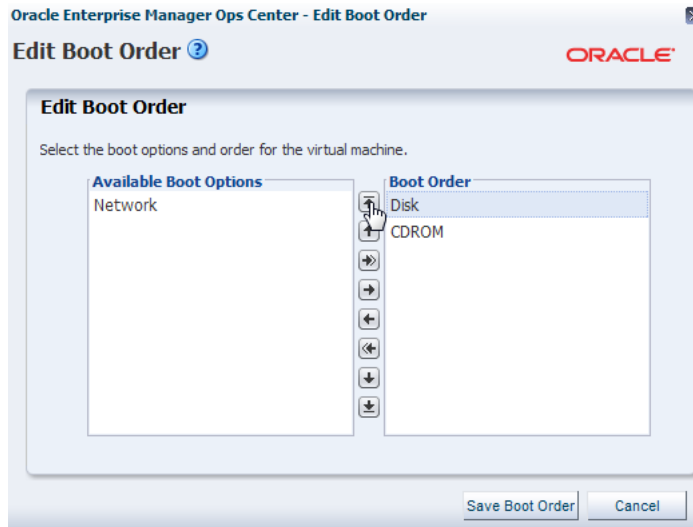 Oracle Enterprise Manager Ops Center - Edit Boot Order
Edit Boot Order ?
ORACLE
Edit Boot Order
Select the boot options and order for the virtual machine.
Available Boot Options
Boot Order
Network
Disk
CDROM
Save Boot Order
Cancel